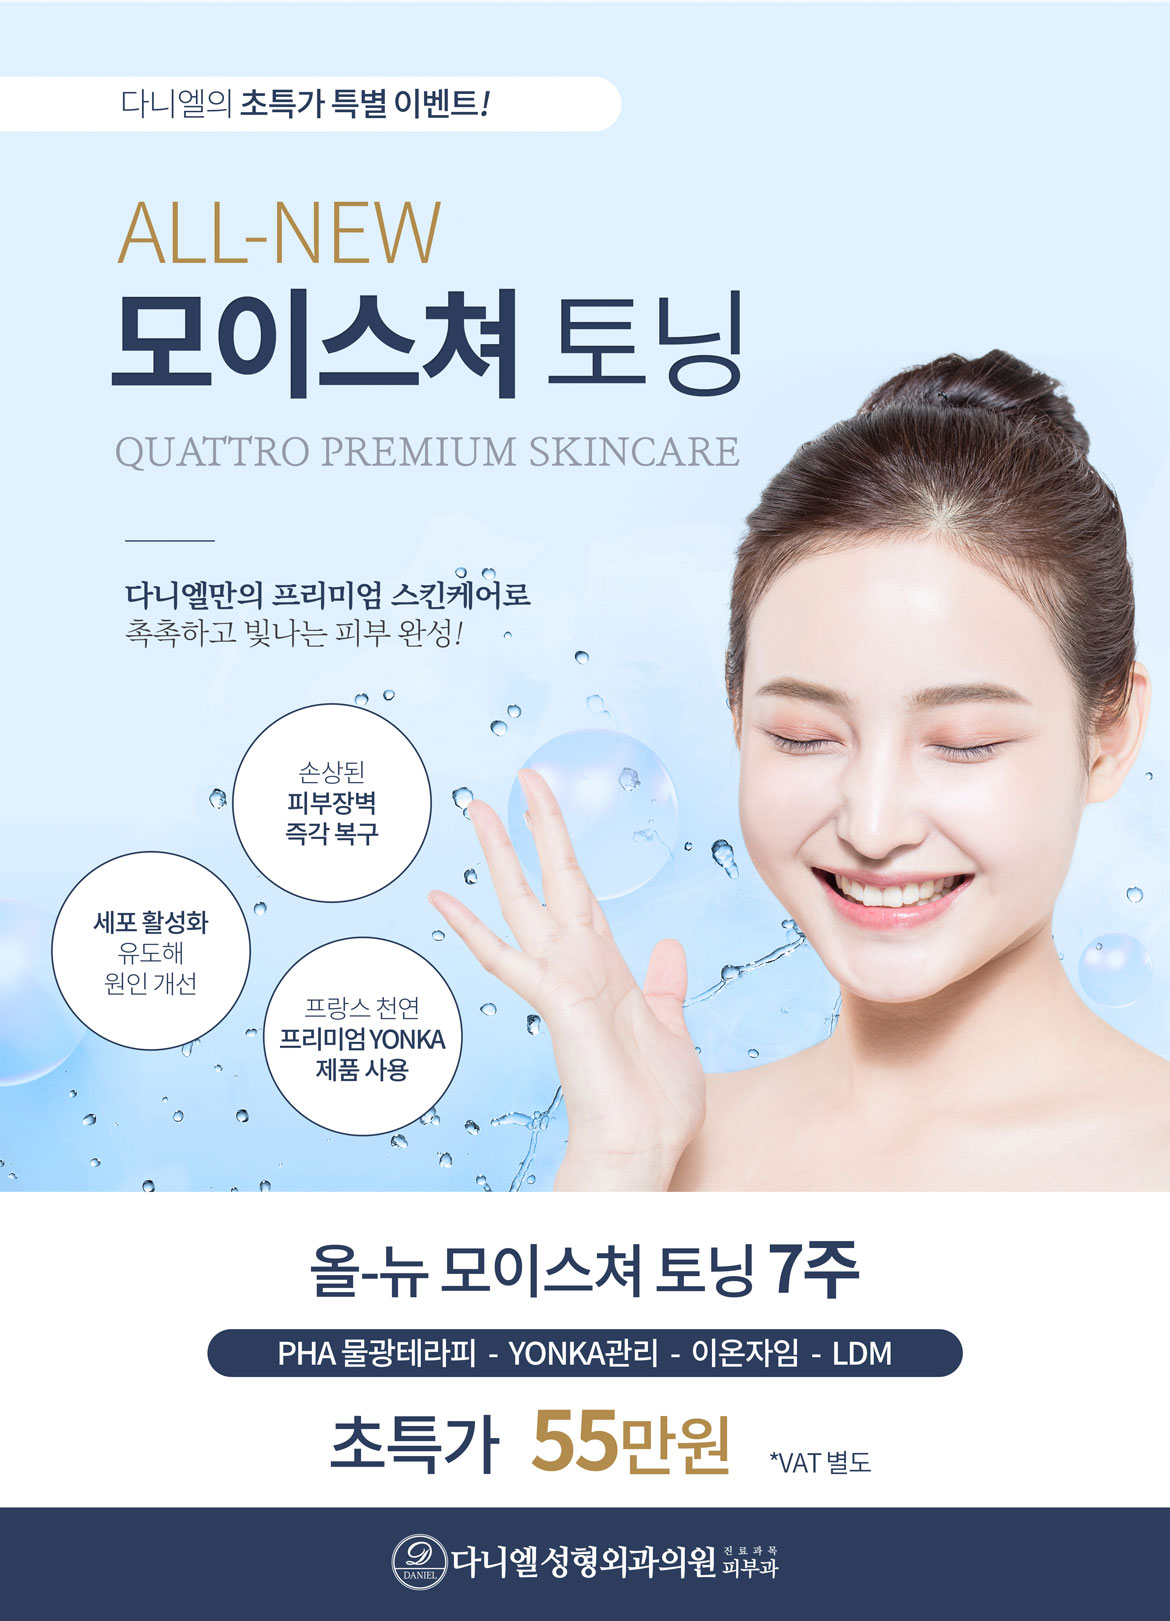 다니엘의 초특가 특별 이벤트!
ALL-NEW
모이스쳐 토닝
QUATTRO PREMIUM SKINCARE
다니엘만의 프리미엄 스킨케어로
촉촉하고 빛나는 피부 완성!
손상된
피부장벽
즉각 복구
세포 활성화
유도해
원인 개선
프랑스 천연
프리미엄 YONKA
제품 사용
올-뉴 모이스쳐 토닝 7주
PHA 물광테라피 - YONKA관리 - 이온자임 - LDM
초특가 55만원 *VAT 별도
D DANIEL 다니엘성형외과의원 진료과목 피부과